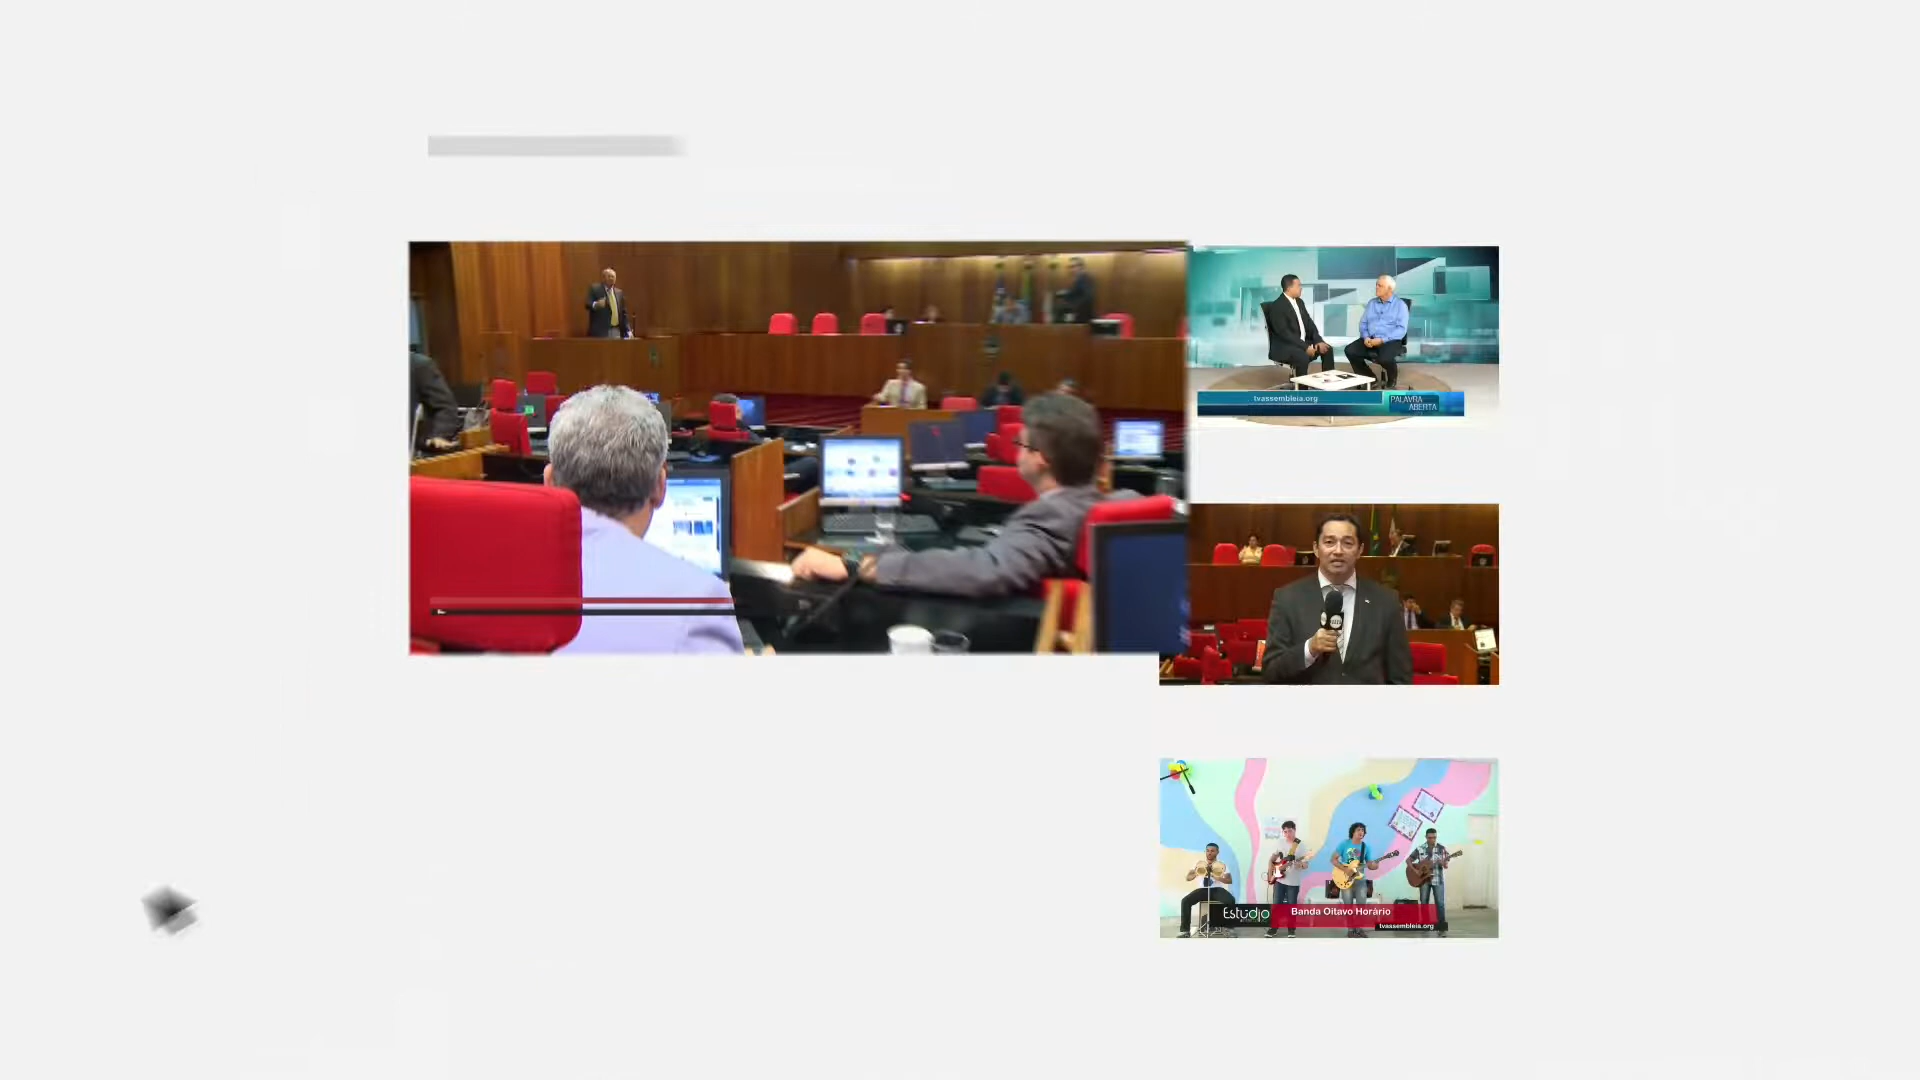 tvassembleia.org
PALAVRA
ABERTA
Estúdio
Banda Oitavo Horário
tvassembleia.org